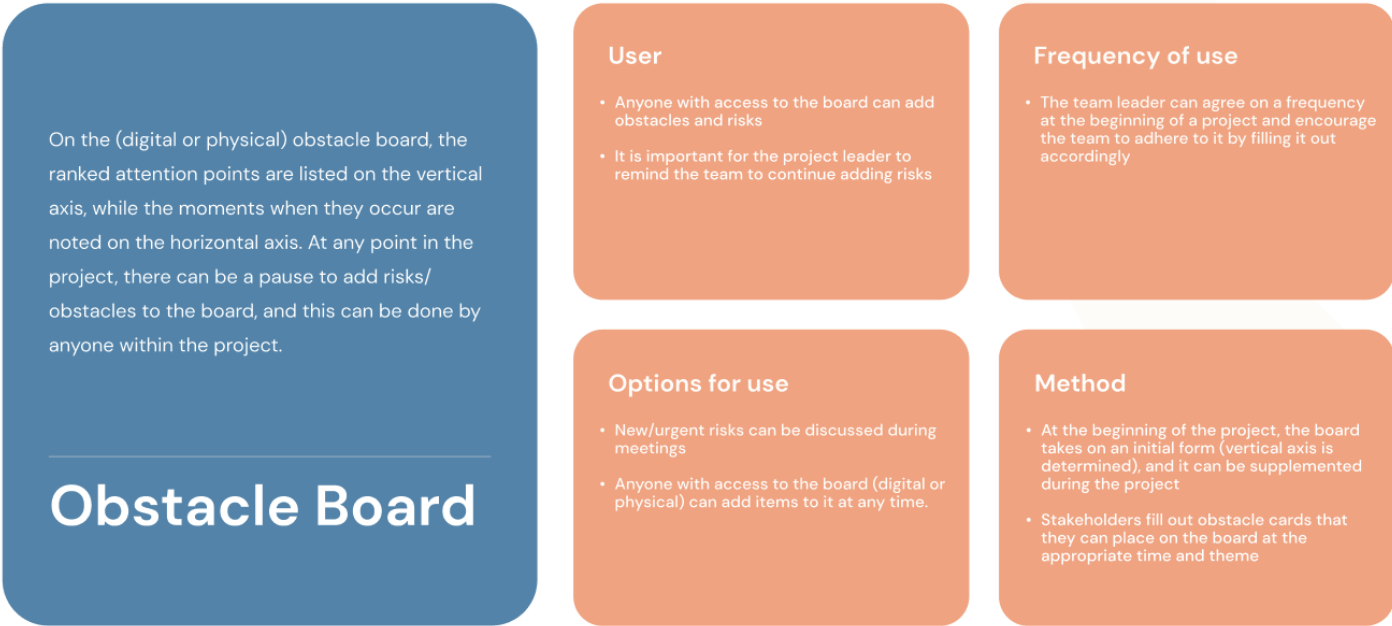 On the (digital or physical) obstacle board, the
ranked attention points are listed on the vertical
axis, while the moments when they occur are
noted on the horizontal axis. At any point in the
project, there can be a pause to add risks/
obstacles to the board, and this can be done by
anyone within the project.
Obstacle Board
User
• Anyone with access to the board can add
obstacles and risks
• It is important for the project leader to
remind the team to continue adding risks
Frequency of use
• The team leader can agree on a frequency
at the beginning of a project and encourage
the team to adhere to it by filling it out
accordingly
Options for use
• New/urgent risks can be discussed during
meetings
• Anyone with access to the board (digital or
physical) can add items to it at any time.
Method
• At the beginning of the project, the board
takes on an initial form (vertical axis is
determined), and it can be supplemented
during the project
• Stakeholders fill out obstacle cards that
they can place on the board at the
appropriate time and theme